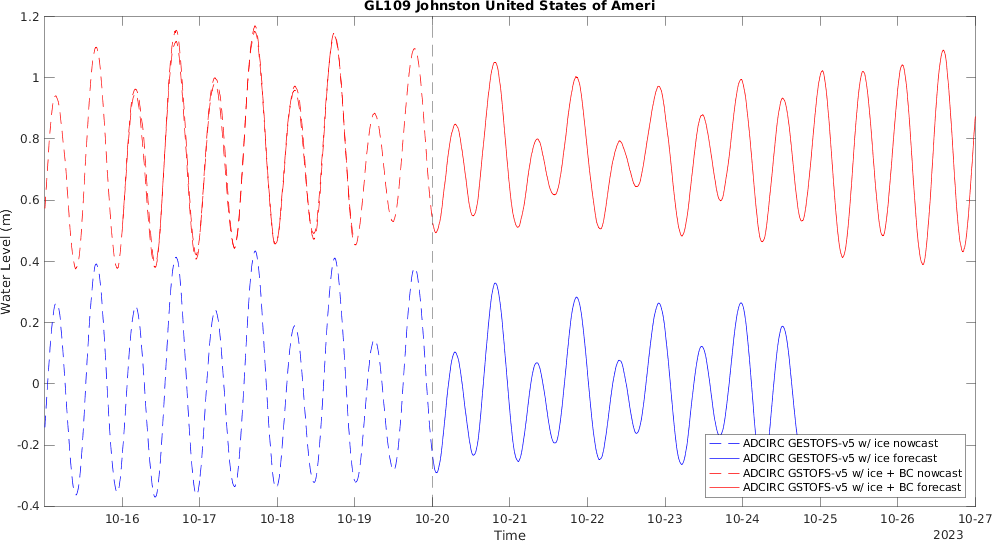 GL109 Johnston United States of Ameri
1.2
1
0.8
0.6
0.4
0.2
0
-0.2
-0.4
Water Level (m)
ADCIRC GESTOFS-v5 w/ ice nowcast
ADCIRC GESTOFS-v5 w/ ice forecast
ADCIRC GSTOFS-v5 w/ ice + BC nowcast
ADCIRC GSTOFS-v5 w/ ice + BC forecast
10-16 10-17 10-18 10-19 10-20 10-21 10-22 10-23 10-24 10-25 10-26 10-27
Time
2023